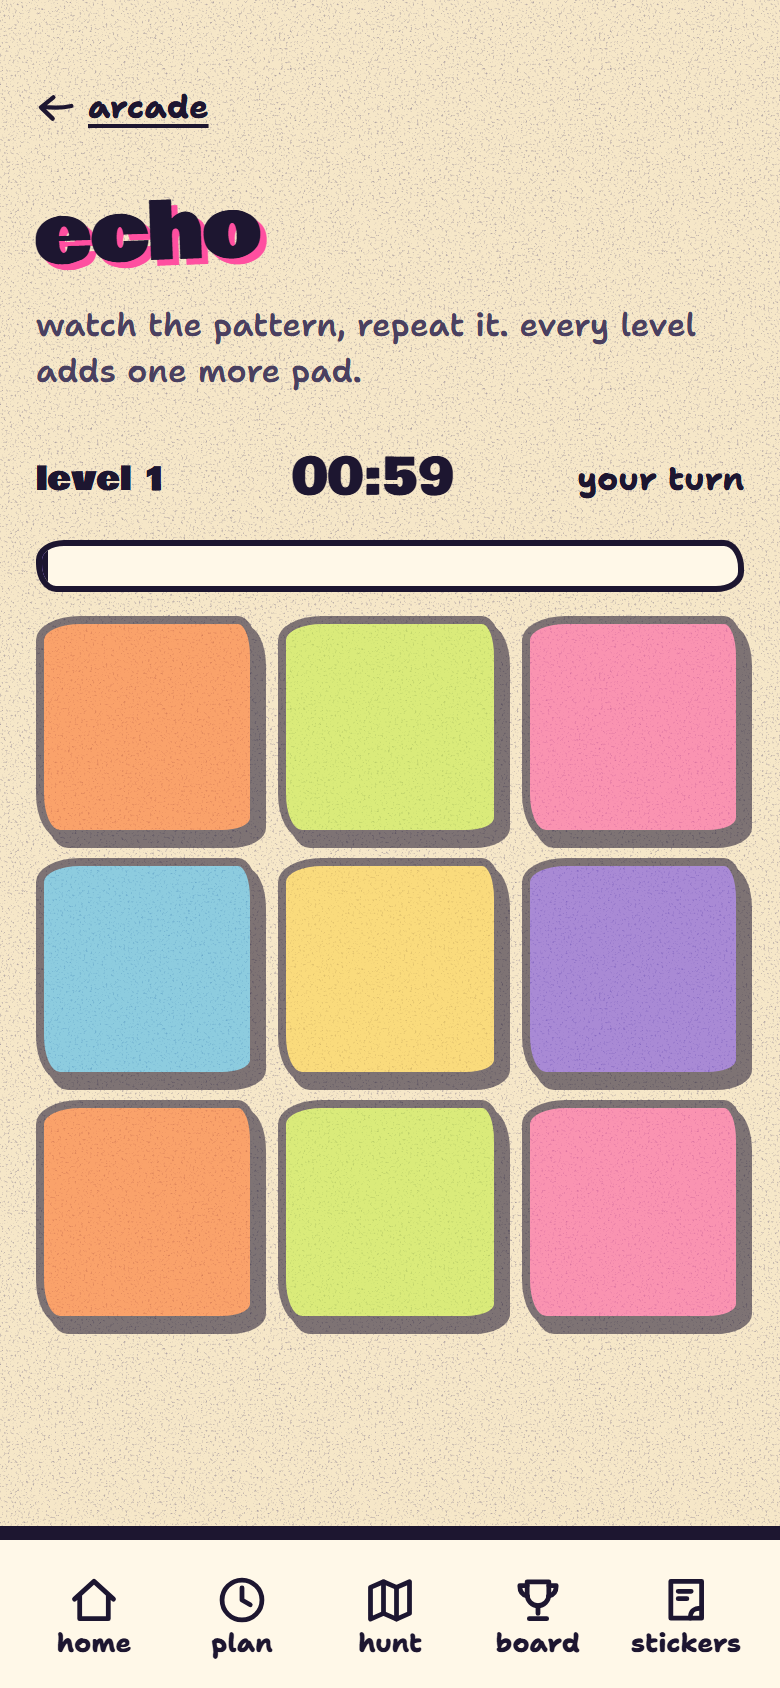 arcade
echo
watch the pattern, repeat it. every level
adds one more pad.
level 1
00:59
your turn
home
plan
hunt
board
stickers